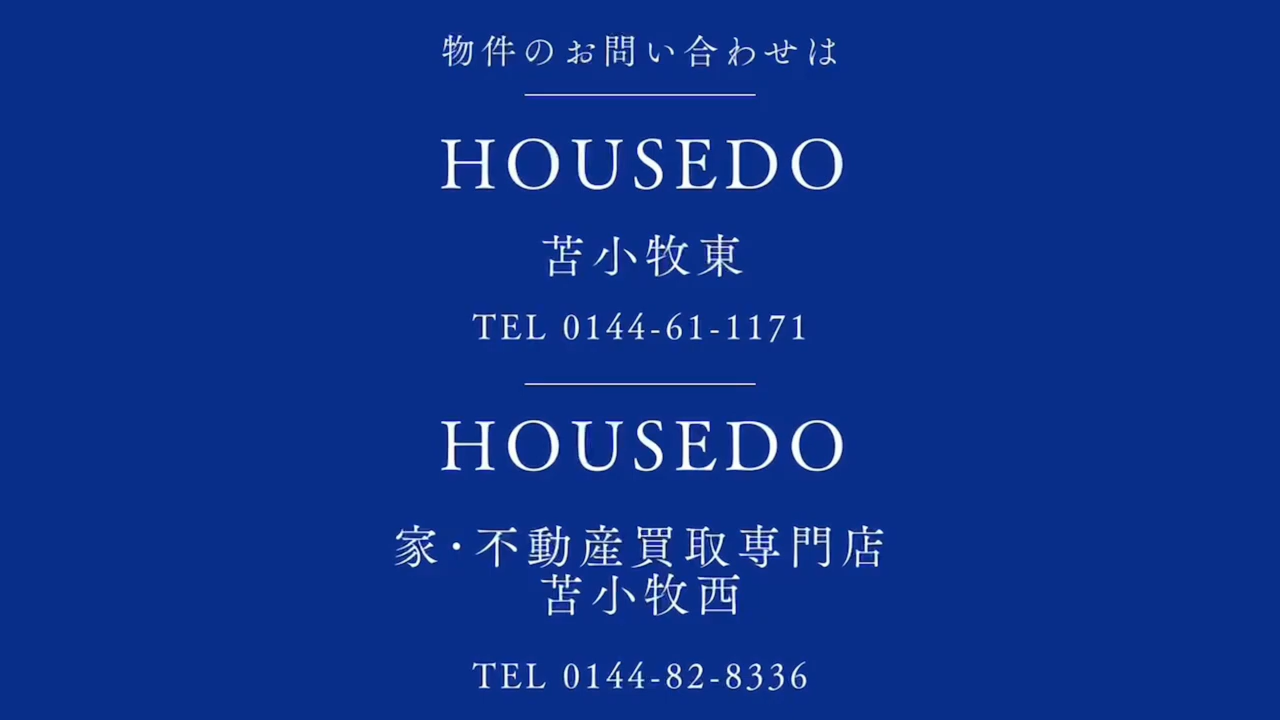 物件のお問い合わせは
HOUSEDO
苫小牧東
TEL 0144-61-1171
HOUSEDO
家・不動産買取専門店
苫小牧西
TEL 0144-82-8336